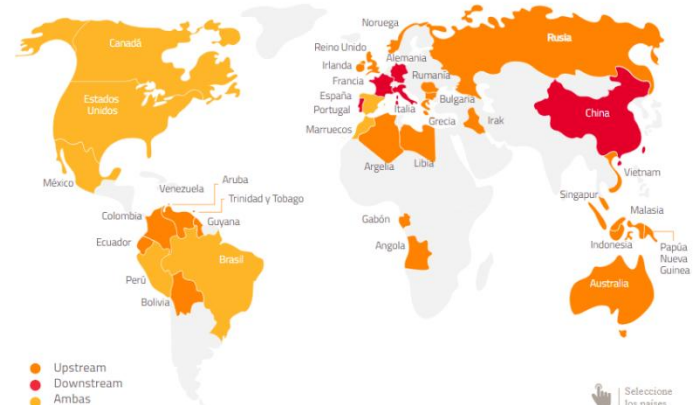 Canadá
Estados
Unidos
México
Venezuela
Aruba
Trinidad y Tobago
Colombia
Guyana
Ecuador
Brasil
Perú
Bolivia
Noruega
Rusia
Reino Unido
Alemania
Irlanda
Rumanía
Francia
España
Bulgaria
Portugal
Italia
Grecia
Irak
Marruecos
Argelia
Libia
China
Vietnam
Singapur
Malasia
Gabón
Angola
Indonesia
Papúa
Nueva
Guinea
Australia
Upstream
Downstream
Ambas
Seleccione
los países